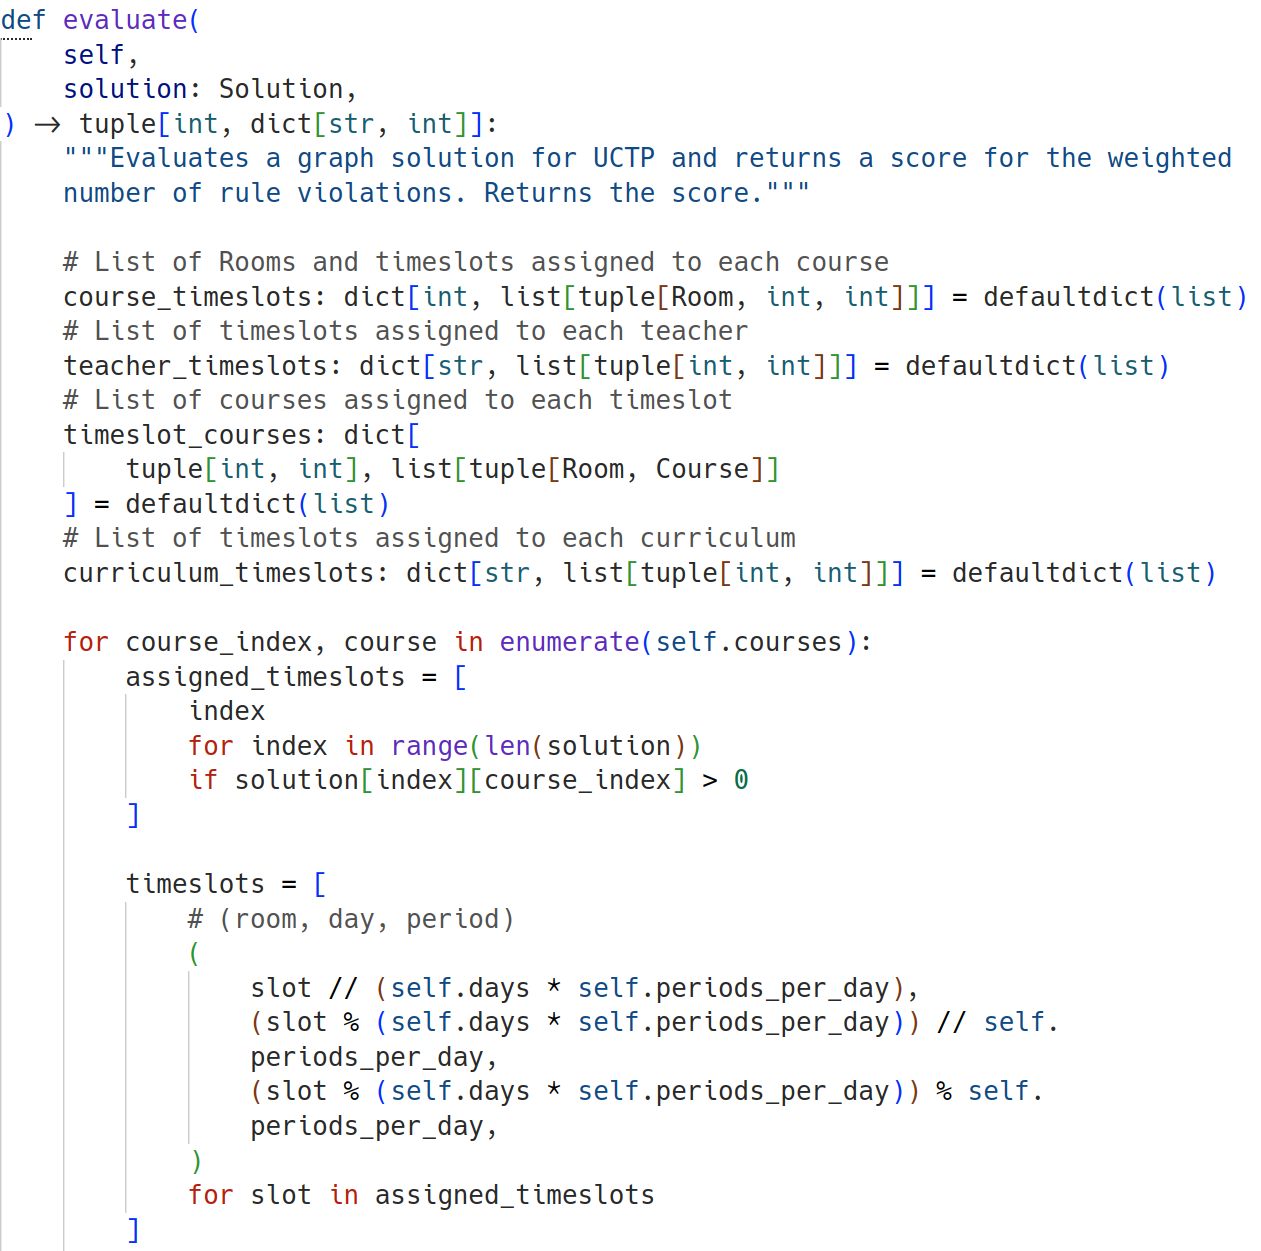 def evaluate(
    self,
    solution: Solution,
) → tuple[int, dict[str, int]]:
    """Evaluates a graph solution for UCTP and returns a score for the weighted
    number of rule violations. Returns the score."""

    # List of Rooms and timeslots assigned to each course
    course_timeslots: dict[int, list[tuple[Room, int, int]]] = defaultdict(list)
    # List of timeslots assigned to each teacher
    teacher_timeslots: dict[str, list[tuple[int, int]]] = defaultdict(list)
    # List of courses assigned to each timeslot
    timeslot_courses: dict[
        tuple[int, int], list[tuple[Room, Course]]
    ] = defaultdict(list)
    # List of timeslots assigned to each curriculum
    curriculum_timeslots: dict[str, list[tuple[int, int]]] = defaultdict(list)

    for course_index, course in enumerate(self.courses):
        assigned_timeslots = [
            index
            for index in range(len(solution))
            if solution[index][course_index] > 0
        ]

        timeslots = [
            # (room, day, period)
            (
                slot // (self.days * self.periods_per_day),
                (slot % (self.days * self.periods_per_day)) // self.
                periods_per_day,
                (slot % (self.days * self.periods_per_day)) % self.
                periods_per_day,
            )
            for slot in assigned_timeslots
        ]